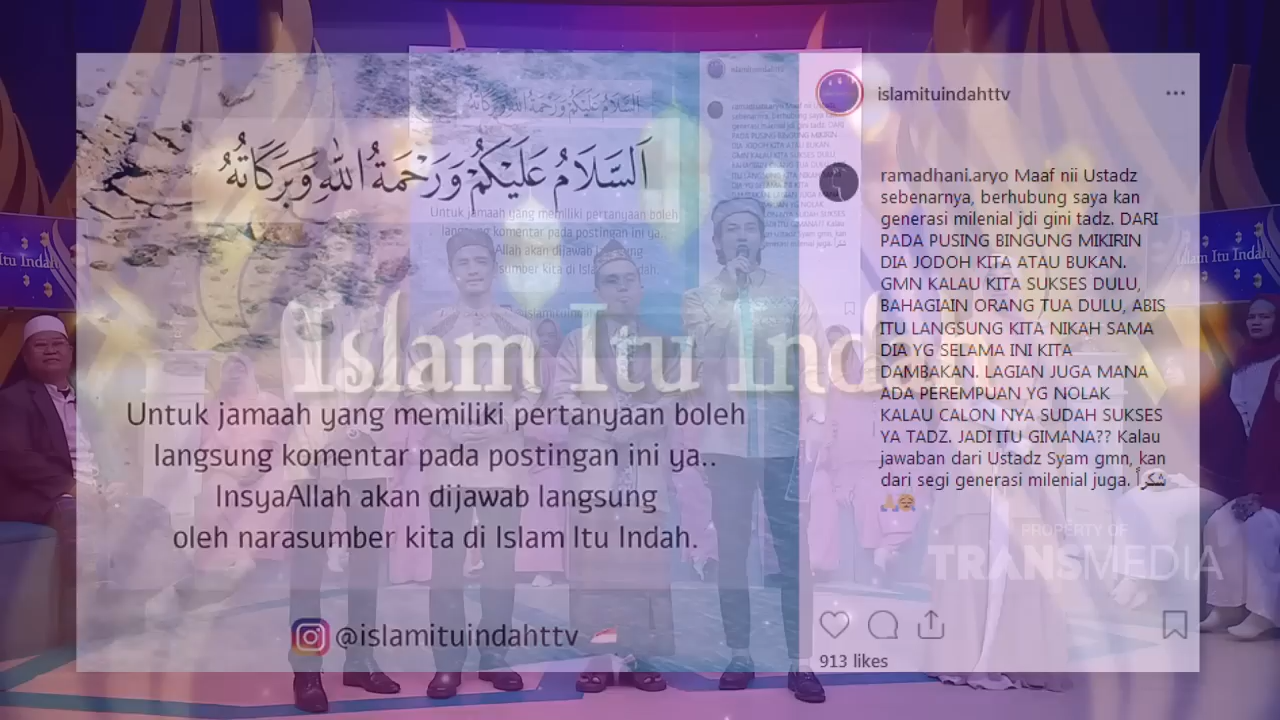 اَلسَّلَامُ عَلَيْكُمْ وَرَحْمَةُ اللهِ وَبَرَكَاتُهُ
Untuk jamaah yang memiliki pertanyaan boleh
langsung komentar pada postingan ini ya..
InsyaAllah akan dijawab langsung
oleh narasumber kita di Islam Itu Indah.
@islamituindahttv
islamituindahttv
ramadhani.aryo Maaf nii Ustadz
sebenarnya, berhubung saya kan
generasi milenial jdi gini tadz. DARI
PADA PUSING BINGUNG MIKIRIN
DIA JODOH KITA ATAU BUKAN.
GMN KALAU KITA SUKSES DULU,
BAHAGIAIN ORANG TUA DULU, ABIS
ITU LANGSUNG KITA NIKAH SAMA
DIA YG SELAMA INI KITA
DAMBAKAN. LAGIAN JUGA MANA
ADA PEREMPUAN YG NOLAK
KALAU CALON NYA SUDAH SUKSES
YA TADZ. JADI ITU GIMANA?? Kalau
jawaban dari Ustadz Syam gmn, kan
dari segi generasi milenial juga. شُكْرًا
🙏😊
913 likes
Islam Itu Indah
PROPERTY OF
TRANSMEDIA
Itu Indah
Islam Itu Indah